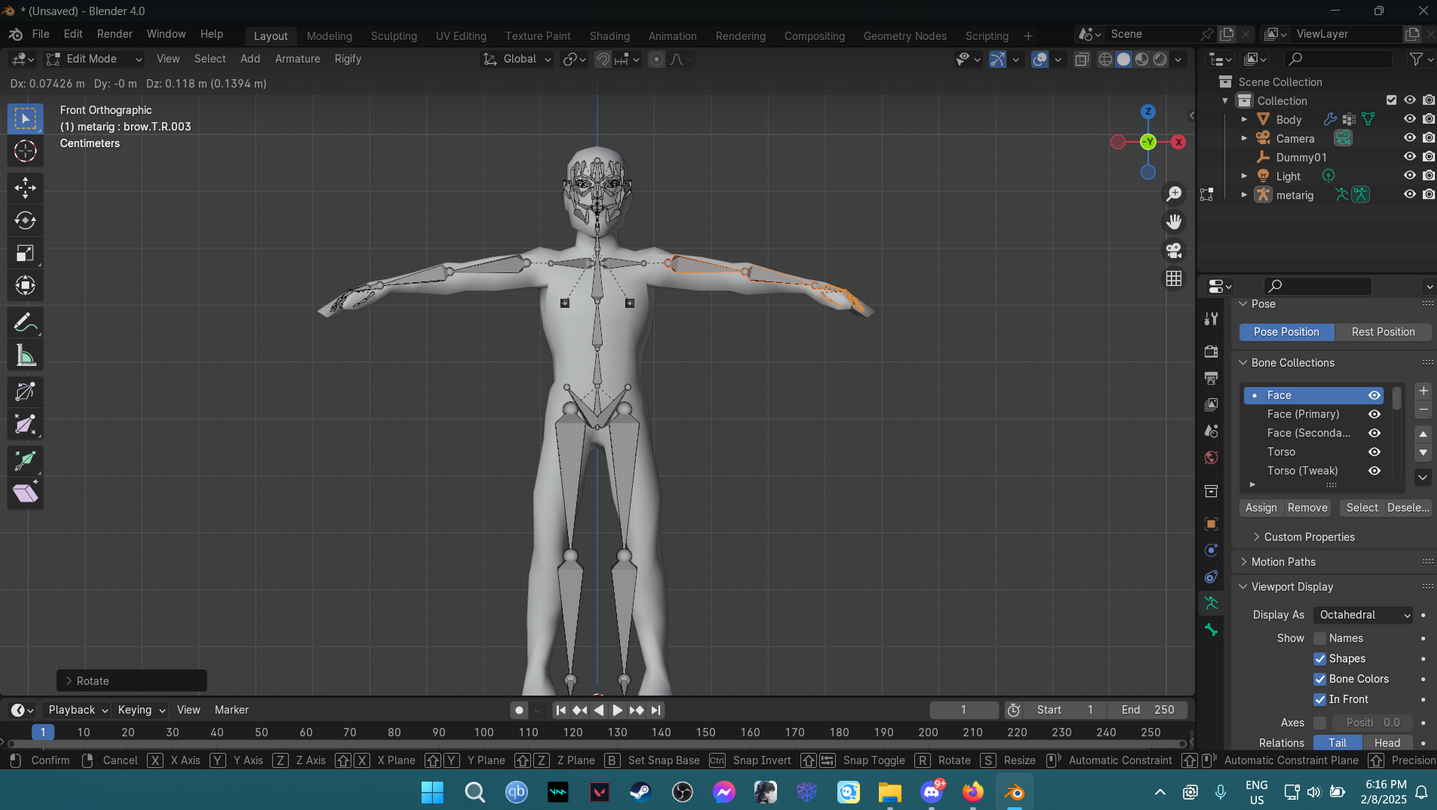 * (Unsaved) - Blender 4.0
File Edit Render Window Help
Layout Modeling Sculpting UV Editing Texture Paint Shading Animation Rendering Compositing Geometry Nodes Scripting +
Scene
ViewLayer
Edit Mode View Select Add Armature Rigify
Global
Dx: 0.07426 m Dy: -0 m Dz: 0.118 m (0.1394 m)
Front Orthographic
(1) metarig : brow.T.R.003
Centimeters
Z
X
-Y
Scene Collection
Collection
Body
Camera
Dummy01
Light
metarig
Pose
Pose Position Rest Position
Bone Collections
Face
Face (Primary)
Face (Seconda...
Torso
Torso (Tweak)
Assign Remove Select Desele...
Custom Properties
Motion Paths
Viewport Display
Display As Octahedral
Show Names
Shapes
Bone Colors
In Front
Axes Positi 0.0
Relations Tail Head
Rotate
Playback Keying View Marker
1 Start 1 End 250
1 10 20 30 40 50 60 70 80 90 100 110 120 130 140 150 160 170 180 190 200 210 220 230 240 250
Confirm Cancel X X Axis Y Y Axis Z Z Axis X X Plane Y Y Plane Z Z Plane B Set Snap Base Ctrl Snap Invert Snap Toggle R Rotate S Resize Automatic Constraint Automatic Constraint Plane Precision
qb
9+
ENG
US
6:16 PM
2/8/2025